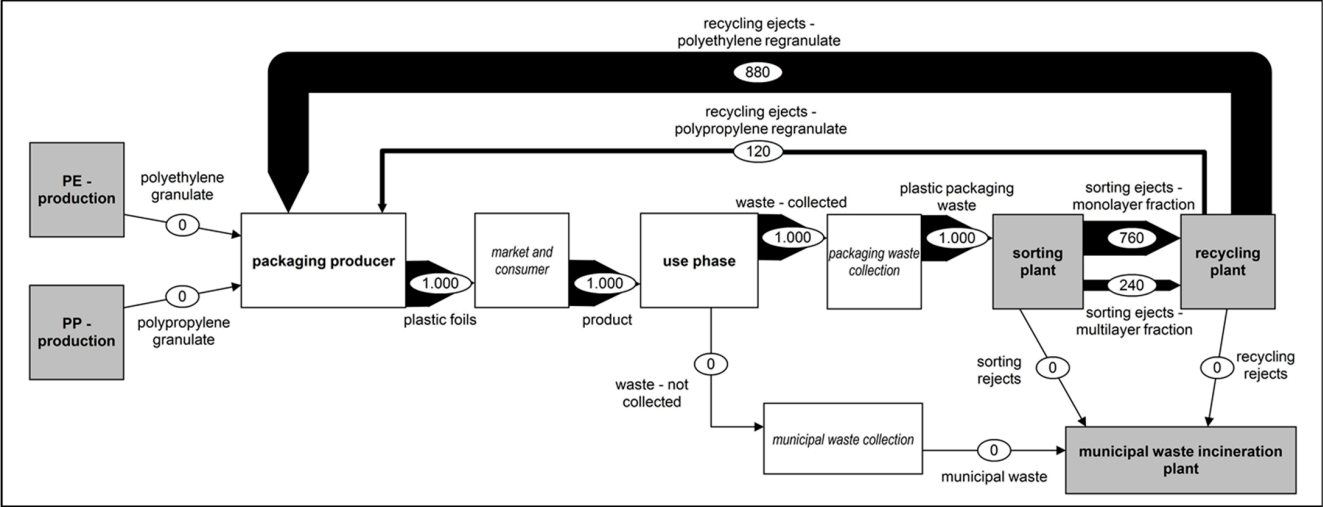 recycling ejects -
polyethylene regranulate
880
recycling ejects -
polypropylene regranulate
120
PE -
production
polyethylene
granulate
0
PP -
production
0
polypropylene
granulate
packaging producer
1.000
plastic foils
market and
consumer
1.000
product
use phase
waste - collected
1.000
packaging waste
collection
plastic packaging
waste
1.000
sorting
plant
sorting ejects -
monolayer fraction
760
240
sorting ejects -
multilayer fraction
recycling
plant
0
waste - not
collected
sorting
rejects
0
0
recycling
rejects
municipal waste collection
0
municipal waste
municipal waste incineration
plant